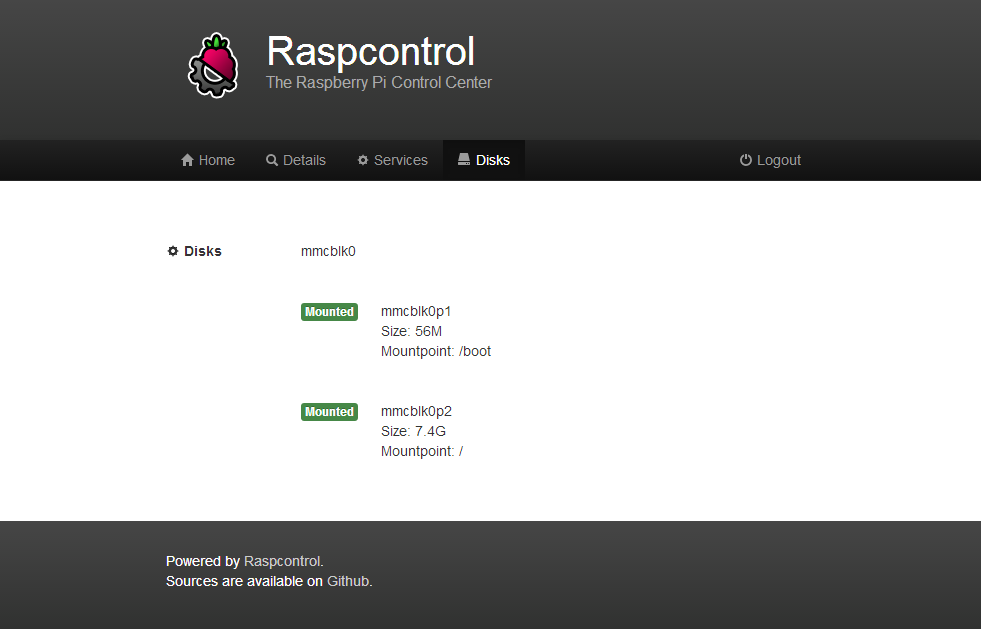 Raspcontrol
The Raspberry Pi Control Center
Home Details Services Disks Logout
Disks mmcblk0
Mounted mmcblk0p1
Size: 56M
Mountpoint: /boot
Mounted mmcblk0p2
Size: 7.4G
Mountpoint: /
Powered by Raspcontrol.
Sources are available on Github.